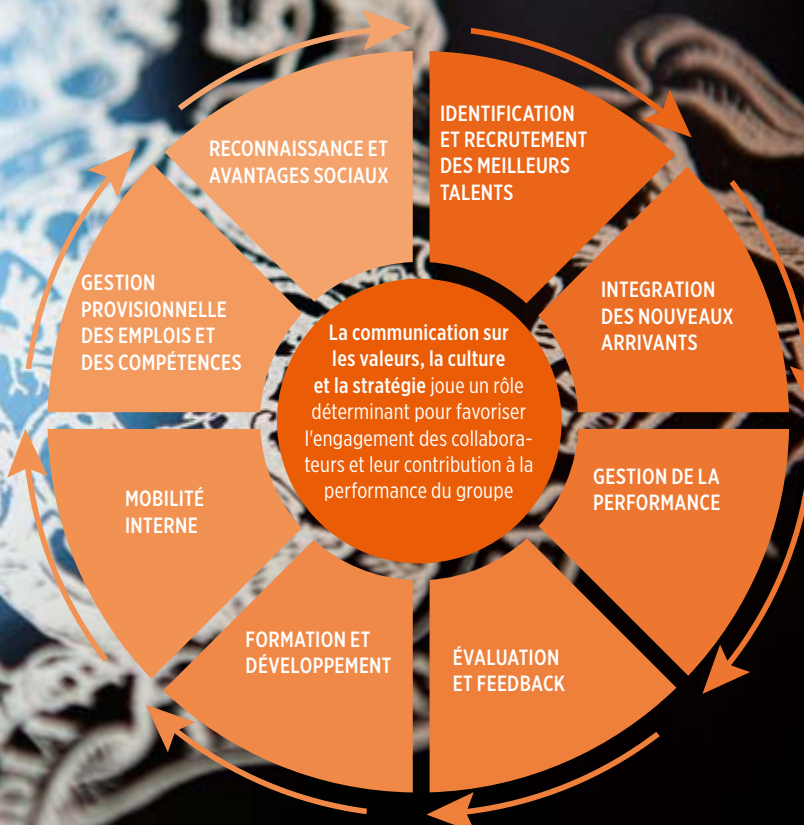 IDENTIFICATION
ET RECRUTEMENT
DES MEILLEURS
TALENTS
INTEGRATION
DES NOUVEAUX
ARRIVANTS
GESTION DE LA
PERFORMANCE
ÉVALUATION
ET FEEDBACK
FORMATION ET
DÉVELOPPEMENT
MOBILITÉ
INTERNE
GESTION
PROVISIONNELLE
DES EMPLOIS ET
DES COMPÉTENCES
RECONNAISSANCE ET
AVANTAGES SOCIAUX
La communication sur
les valeurs, la culture
et la stratégie joue un rôle
déterminant pour favoriser
l'engagement des collabora-
teurs et leur contribution à la
performance du groupe